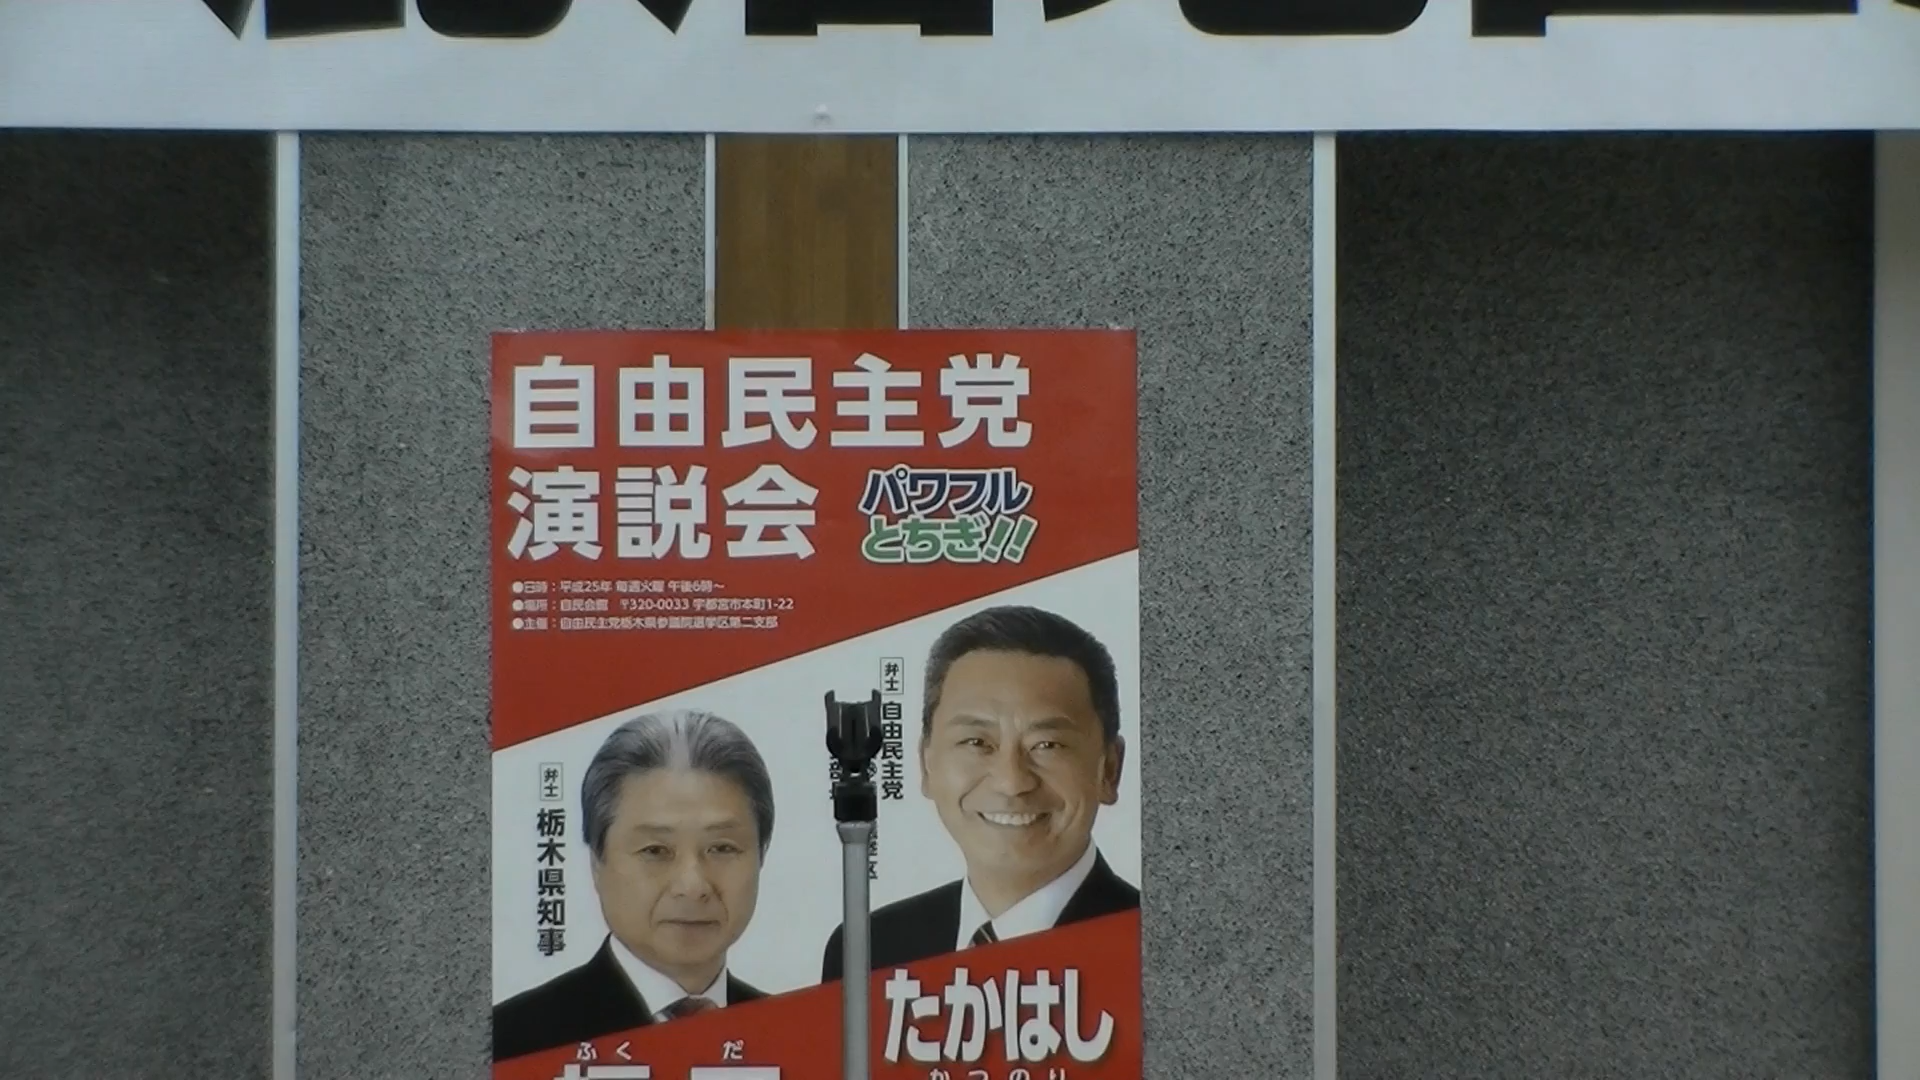 自由民主党
演説会
パワフル
とちぎ!!
●日時：平成25年 毎週火曜 午後6時～
●場所：自民会館　〒320-0033 宇都宮市本町1-22
●主催：自由民主党栃木県参議院選挙区第二支部
弁士
自由民主党
弁士
栃木県知事
たかはし
かつのり
ふくだ